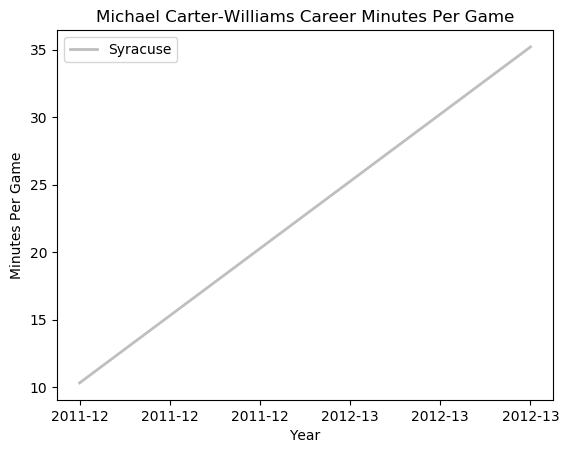 Michael Carter-Williams Career Minutes Per Game
Syracuse
Minutes Per Game
35
30
25
20
15
10
2011-12 2011-12 2011-12 2012-13 2012-13 2012-13
Year